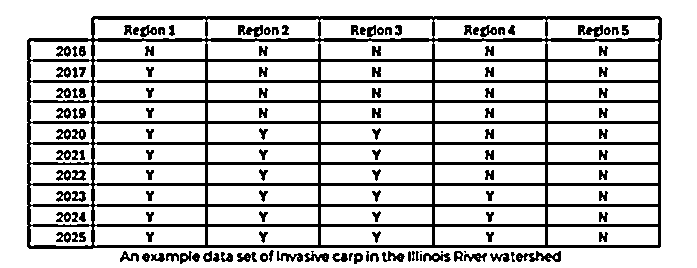 Region 1 Region 2 Region 3 Region 4 Region 5
2016 N N N N N
2017 Y N N N N
2018 Y N N N N
2019 Y N N N N
2020 Y Y Y N N
2021 Y Y Y N N
2022 Y Y Y N N
2023 Y Y Y Y N
2024 Y Y Y Y N
2025 Y Y Y Y N
An example data set of Invasive carp in the Illinois River watershed